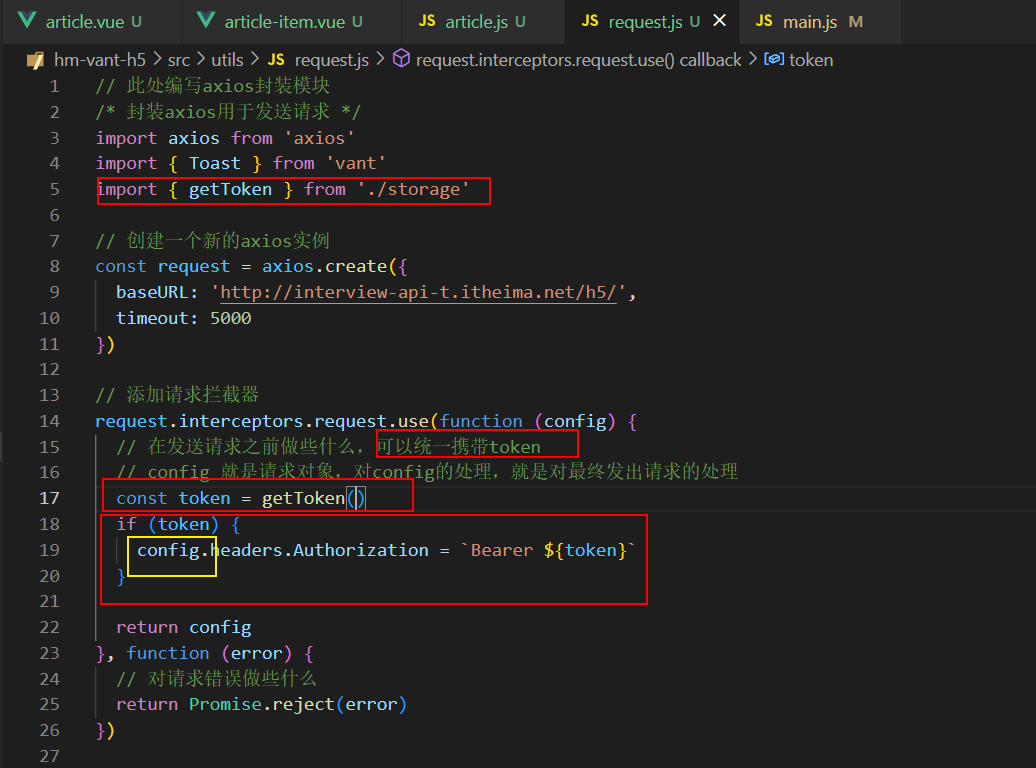 article.vue U article-item.vue U JS article.js U JS request.js U × JS main.js M
hm-vant-h5 > src > utils > JS request.js > request.interceptors.request.use() callback > token
1 // 此处编写axios封装模块
2 /* 封装axios用于发送请求 */
3 import axios from 'axios'
4 import { Toast } from 'vant'
5 import { getToken } from './storage'
6
7 // 创建一个新的axios实例
8 const request = axios.create({
9 baseURL: 'http://interview-api-t.itheima.net/h5/',
10 timeout: 5000
11 })
12
13 // 添加请求拦截器
14 request.interceptors.request.use(function (config) {
15 // 在发送请求之前做些什么，可以统一携带token
16 // config 就是请求对象，对config的处理，就是对最终发出请求的处理
17 const token = getToken()
18 if (token) {
19 config.headers.Authorization = `Bearer ${token}`
20 }
21
22 return config
23 }, function (error) {
24 // 对请求错误做些什么
25 return Promise.reject(error)
26 })
27